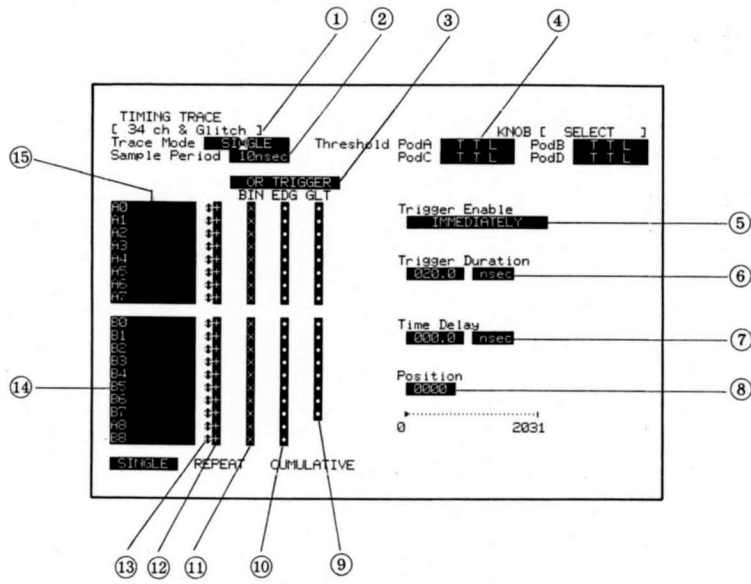 ① ② ③ ④
TIMING TRACE
[ 34 ch & Glitch ] KNOB [ SELECT ]
Trace Mode SINGLE Threshold PodA T T L PodB T T L
Sample Period 10nsec PodC T T L PodD T T L
⑮
OR TRIGGER
BIN EDG GLT
A0 ↕+ × • •
A1 ↕+ × • •
A2 ↕+ × • •
A3 ↕+ × • •
A4 ↕+ × • •
A5 ↕+ × • •
A6 ↕+ × • •
A7 ↕+ × • •
Trigger Enable
IMMEDIATELY ⑤
Trigger Duration
020.0 nsec ⑥
⑭
B0 ↕+ × • •
B1 ↕+ × • •
B2 ↕+ × • •
B3 ↕+ × • •
B4 ↕+ × • •
B5 ↕+ × • •
B6 ↕+ × • •
B7 ↕+ × • •
A8 ↕+ × •
B8 ↕+ × •
Time Delay
000.0 nsec ⑦
Position
0000 ⑧
0 2031
SINGLE REPEAT CUMULATIVE
⑬ ⑫ ⑪ ⑩ ⑨